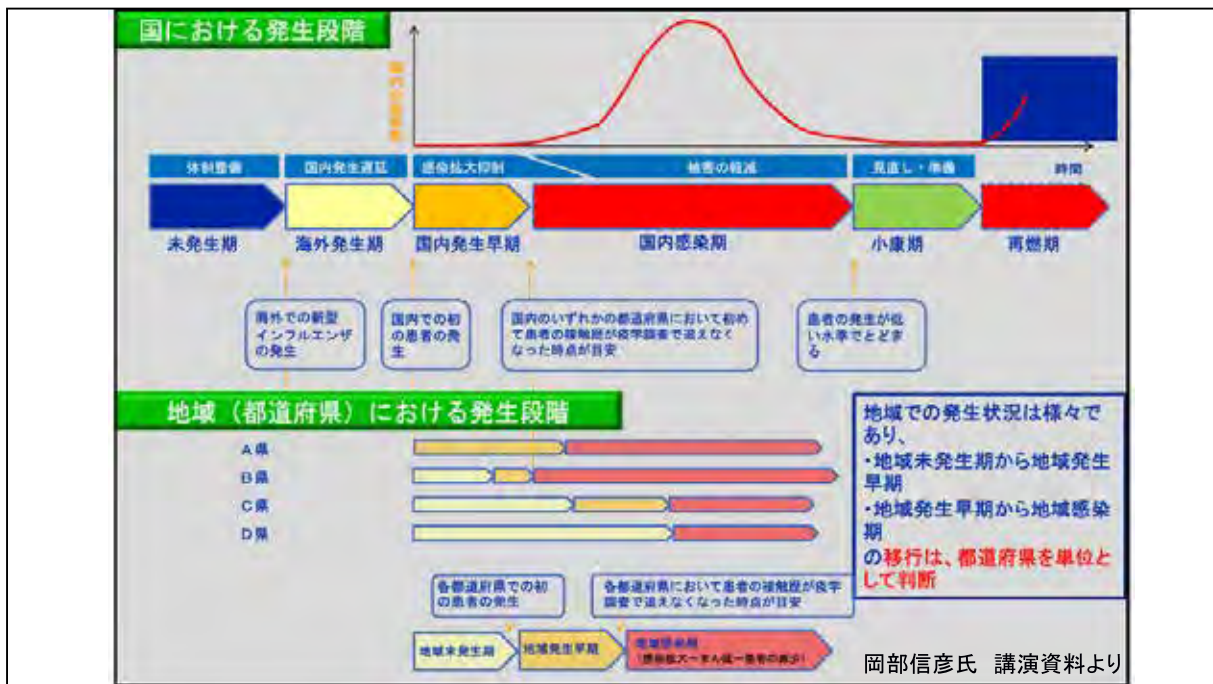 国における発生段階
体制整備
国内発生遅延
感染拡大抑制
被害の軽減
見直し・準備
時間
未発生期
海外発生期
国内発生早期
国内感染期
小康期
再燃期
海外での新型
インフルエンザ
の発生
国内での初
の患者の発
生
国内のいずれかの都道府県において初め
て患者の接触歴が疫学調査で追えなく
なった時点が目安
患者の発生が低
い水準でとどま
る
地域（都道府県）における発生段階
A県
B県
C県
D県
地域での発生状況は様々で
あり、
・地域未発生期から地域発生
早期
・地域発生早期から地域感染
期
の移行は、都道府県を単位と
して判断
各都道府県での初
の患者の発生
各都道府県において患者の接触歴が疫学
調査で追えなくなった時点が目安
地域未発生期
地域発生早期
地域感染期
（感染拡大～まん延～患者の減少）
岡部信彦氏 講演資料より